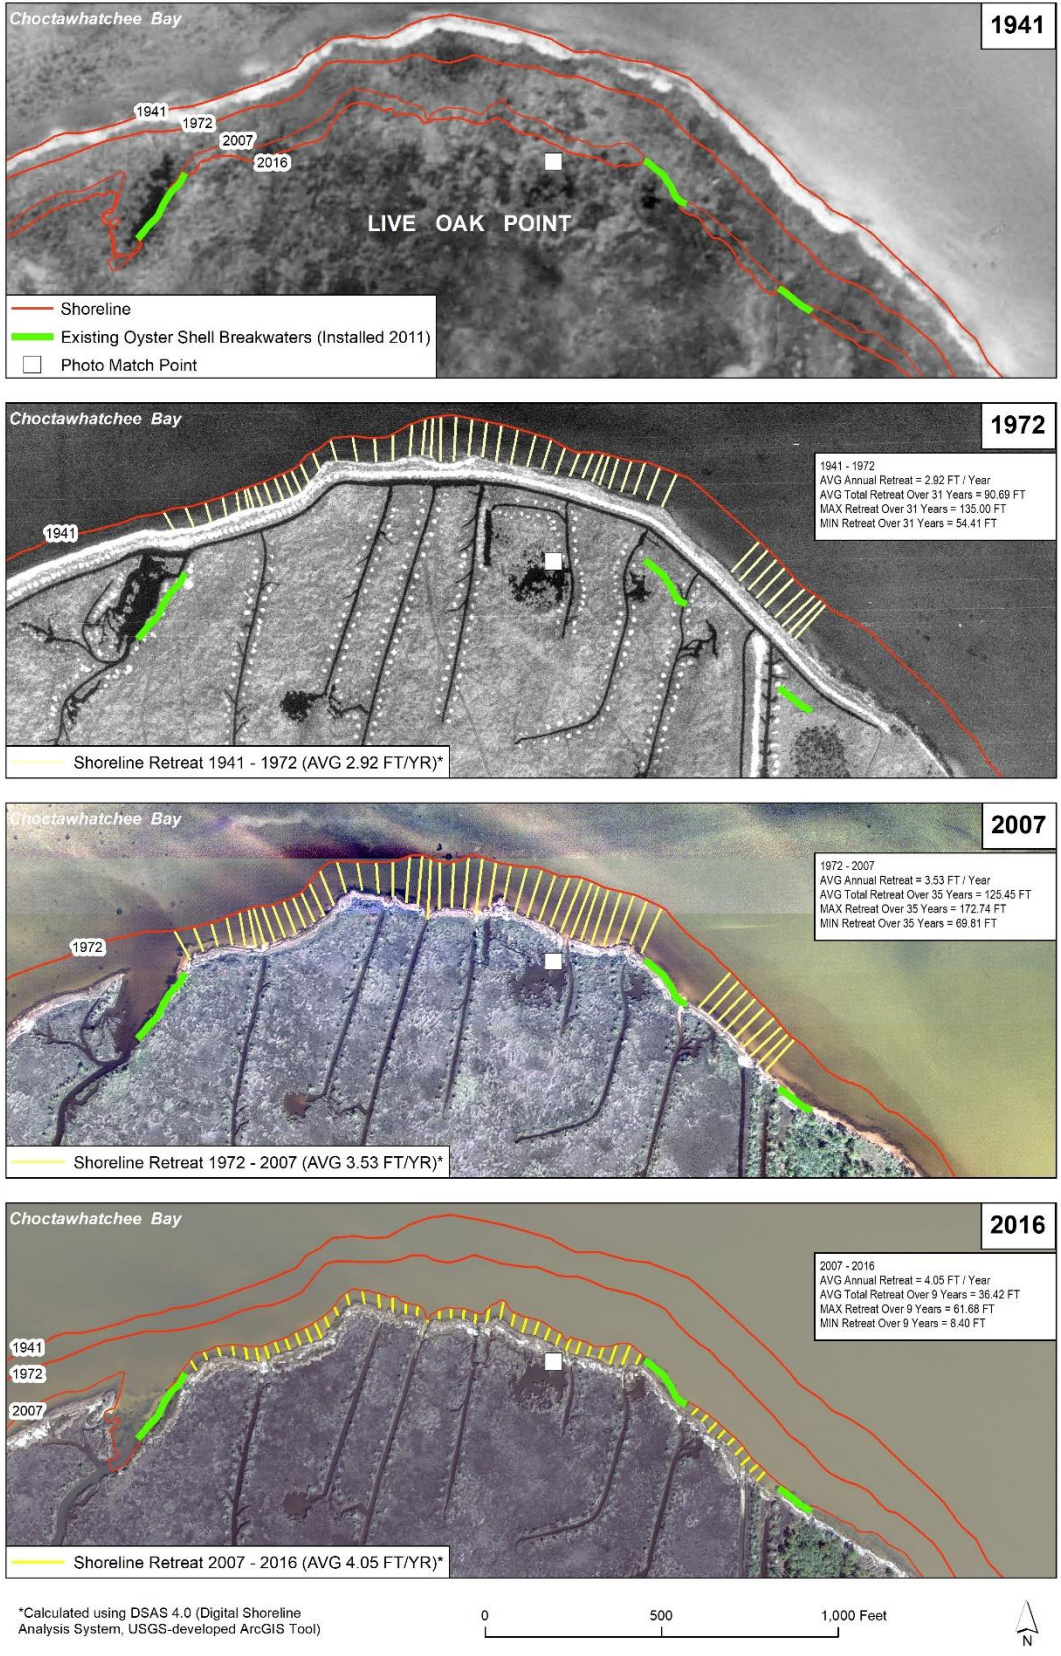 Choctawhatchee Bay
1941
1941
1972
2007
2016
LIVE OAK POINT
Shoreline
Existing Oyster Shell Breakwaters (Installed 2011)
Photo Match Point
Choctawhatchee Bay
1972
1941 - 1972
AVG Annual Retreat = 2.92 FT / Year
AVG Total Retreat Over 31 Years = 90.69 FT
MAX Retreat Over 31 Years = 135.00 FT
MIN Retreat Over 31 Years = 54.41 FT
1941
Shoreline Retreat 1941 - 1972 (AVG 2.92 FT/YR)*
Choctawhatchee Bay
2007
1972 - 2007
AVG Annual Retreat = 3.53 FT / Year
AVG Total Retreat Over 35 Years = 125.45 FT
MAX Retreat Over 35 Years = 172.74 FT
MIN Retreat Over 35 Years = 69.81 FT
1972
Shoreline Retreat 1972 - 2007 (AVG 3.53 FT/YR)*
Choctawhatchee Bay
2016
2007 - 2016
AVG Annual Retreat = 4.05 FT / Year
AVG Total Retreat Over 9 Years = 36.42 FT
MAX Retreat Over 9 Years = 61.68 FT
MIN Retreat Over 9 Years = 8.40 FT
1941
1972
2007
Shoreline Retreat 2007 - 2016 (AVG 4.05 FT/YR)*
*Calculated using DSAS 4.0 (Digital Shoreline
Analysis System, USGS-developed ArcGIS Tool)
0 500 1,000 Feet
N